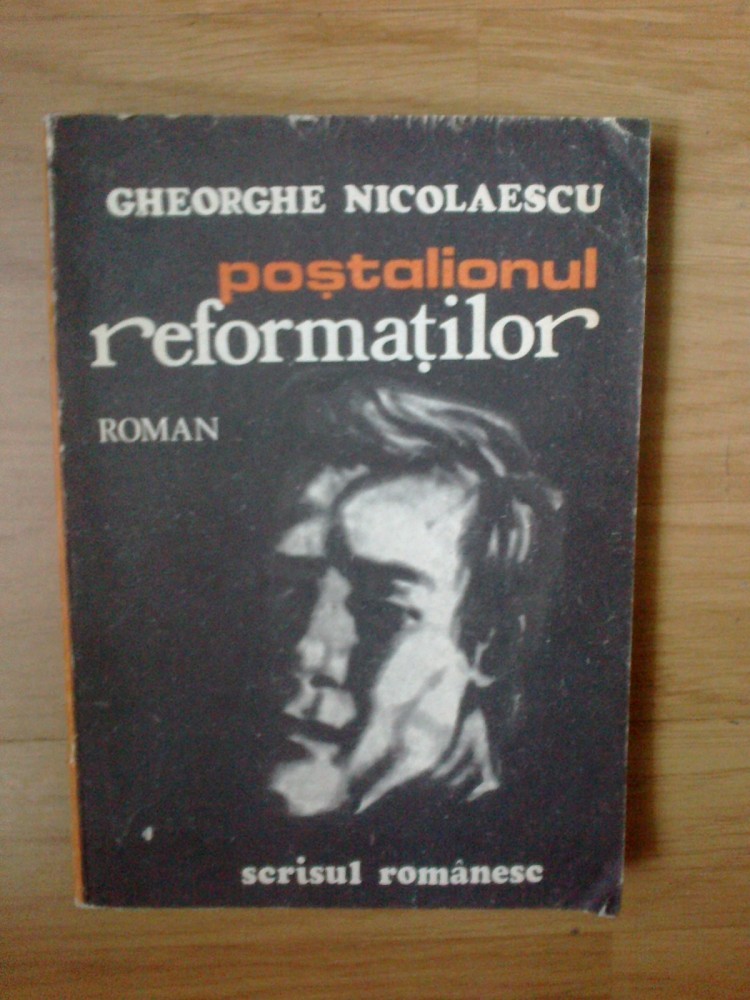 GHEORGHE NICOLAESCU
poștalionul
reformaților
ROMAN
scrisul românesc